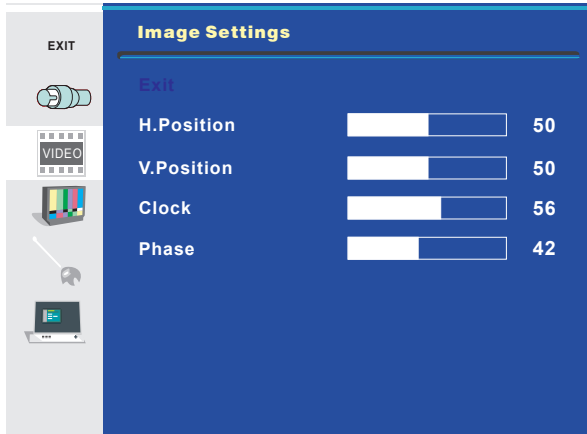 EXIT
VIDEO
Image Settings
Exit
H.Position 50
V.Position 50
Clock 56
Phase 42